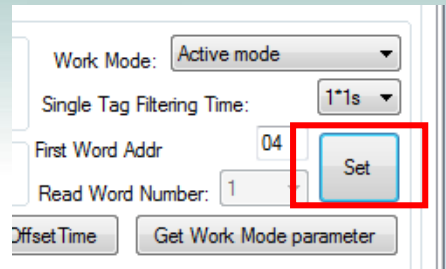 Work Mode: Active mode
Single Tag Filtering Time: 1*1s
First Word Addr 04 Set
Read Word Number: 1
OffsetTime Get Work Mode parameter